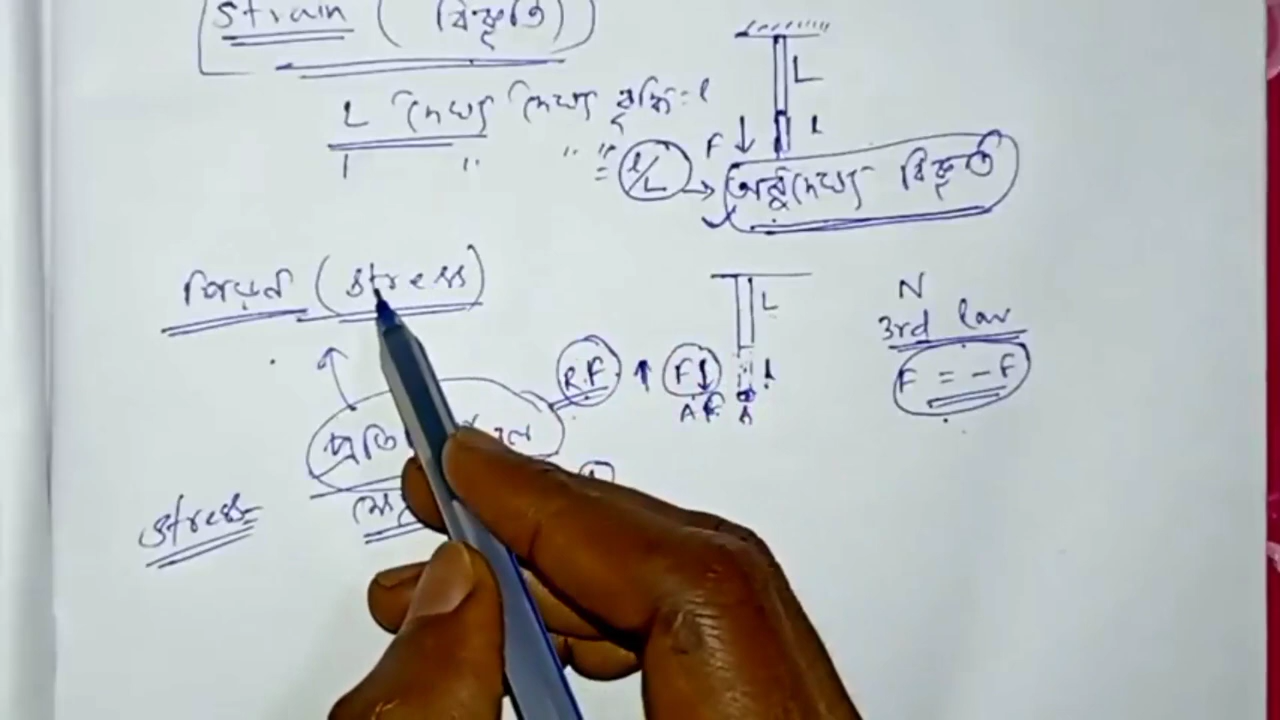 strain ( বিকৃতি )
L
L দৈর্ঘ্য দৈর্ঘ্য বৃদ্ধি = l
l
1 " " " = l/L → অনুদৈর্ঘ্য বিকৃতি
F
পিড়ন (stress)
L
N
3rd law
R.F F l
F = -F
A F A
stress =